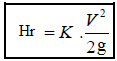 Hr = K . V² / 2g